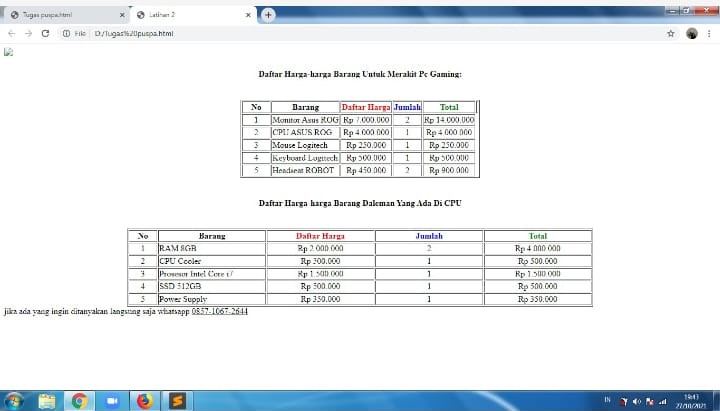 Tugas puspa.html
Latihan 2
File D:/Tugas%20puspa.html
Daftar Harga-harga Barang Untuk Merakit Pc Gaming:
No Barang Daftar Harga Jumlah Total
1 Monitor Asus ROG Rp 7.000.000 2 Rp 14.000.000
2 CPU ASUS ROG Rp 4.000.000 1 Rp 4.000.000
3 Mouse Logitech Rp 250.000 1 Rp 250.000
4 Keyboard Logitech Rp 500.000 1 Rp 500.000
5 Headseat ROBOT Rp 450.000 2 Rp 900.000
Daftar Harga-harga Barang Daleman Yang Ada Di CPU
No Barang Daftar Harga Jumlah Total
1 RAM 8GB Rp 2.000.000 2 Rp 4.000.000
2 CPU Cooler Rp 500.000 1 Rp 500.000
3 Prosesor Intel Core i7 Rp 1.500.000 1 Rp 1.500.000
4 SSD 512GB Rp 500.000 1 Rp 500.000
5 Power Supply Rp 350.000 1 Rp 350.000
jika ada yang ingin ditanyakan langsung saja whatsapp 0857-1067-2644
IN
19:43
27/10/2021